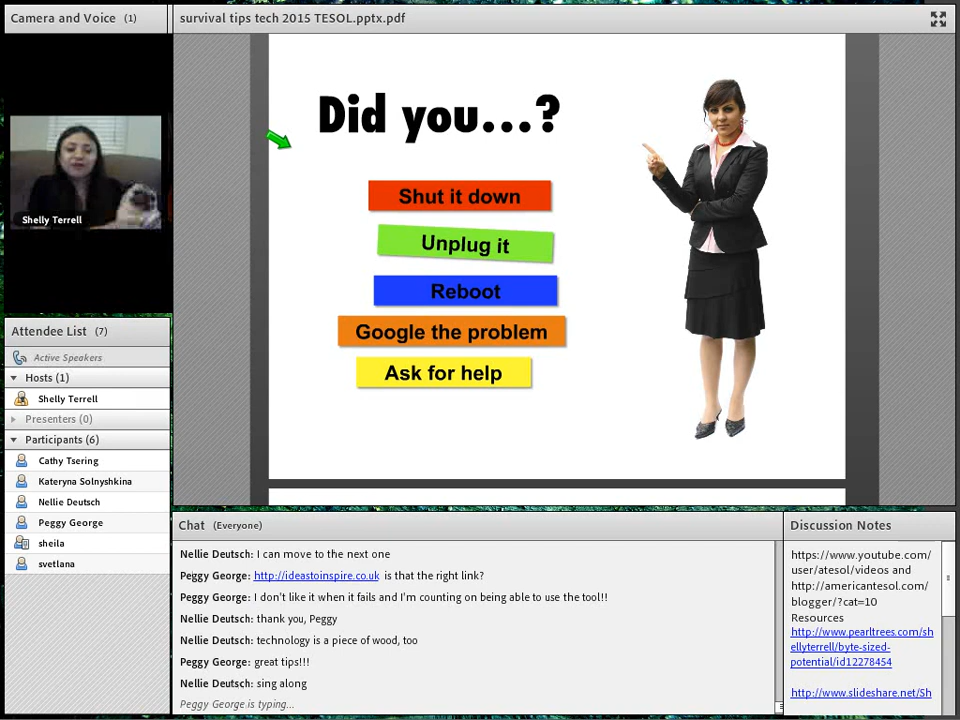 Camera and Voice (1)
survival tips tech 2015 TESOL.pptx.pdf
Shelly Terrell
Did you...?
Shut it down
Unplug it
Reboot
Google the problem
Ask for help
Attendee List (7)
Active Speakers
Hosts (1)
Shelly Terrell
Presenters (0)
Participants (6)
Cathy Tsering
Kateryna Solnyshkina
Nellie Deutsch
Peggy George
sheila
svetlana
Chat (Everyone)
Nellie Deutsch: I can move to the next one
Peggy George: http://ideastoinspire.co.uk is that the right link?
Peggy George: I don't like it when it fails and I'm counting on being able to use the tool!!
Nellie Deutsch: thank you, Peggy
Nellie Deutsch: technology is a piece of wood, too
Peggy George: great tips!!!
Nellie Deutsch: sing along
Peggy George is typing...
Discussion Notes
https://www.youtube.com/
user/atesol/videos and
http://americantesol.com/
blogger/?cat=10
Resources
http://www.pearltrees.com/sh
ellyterrell/byte-sized-
potential/id12278454
http://www.slideshare.net/Sh